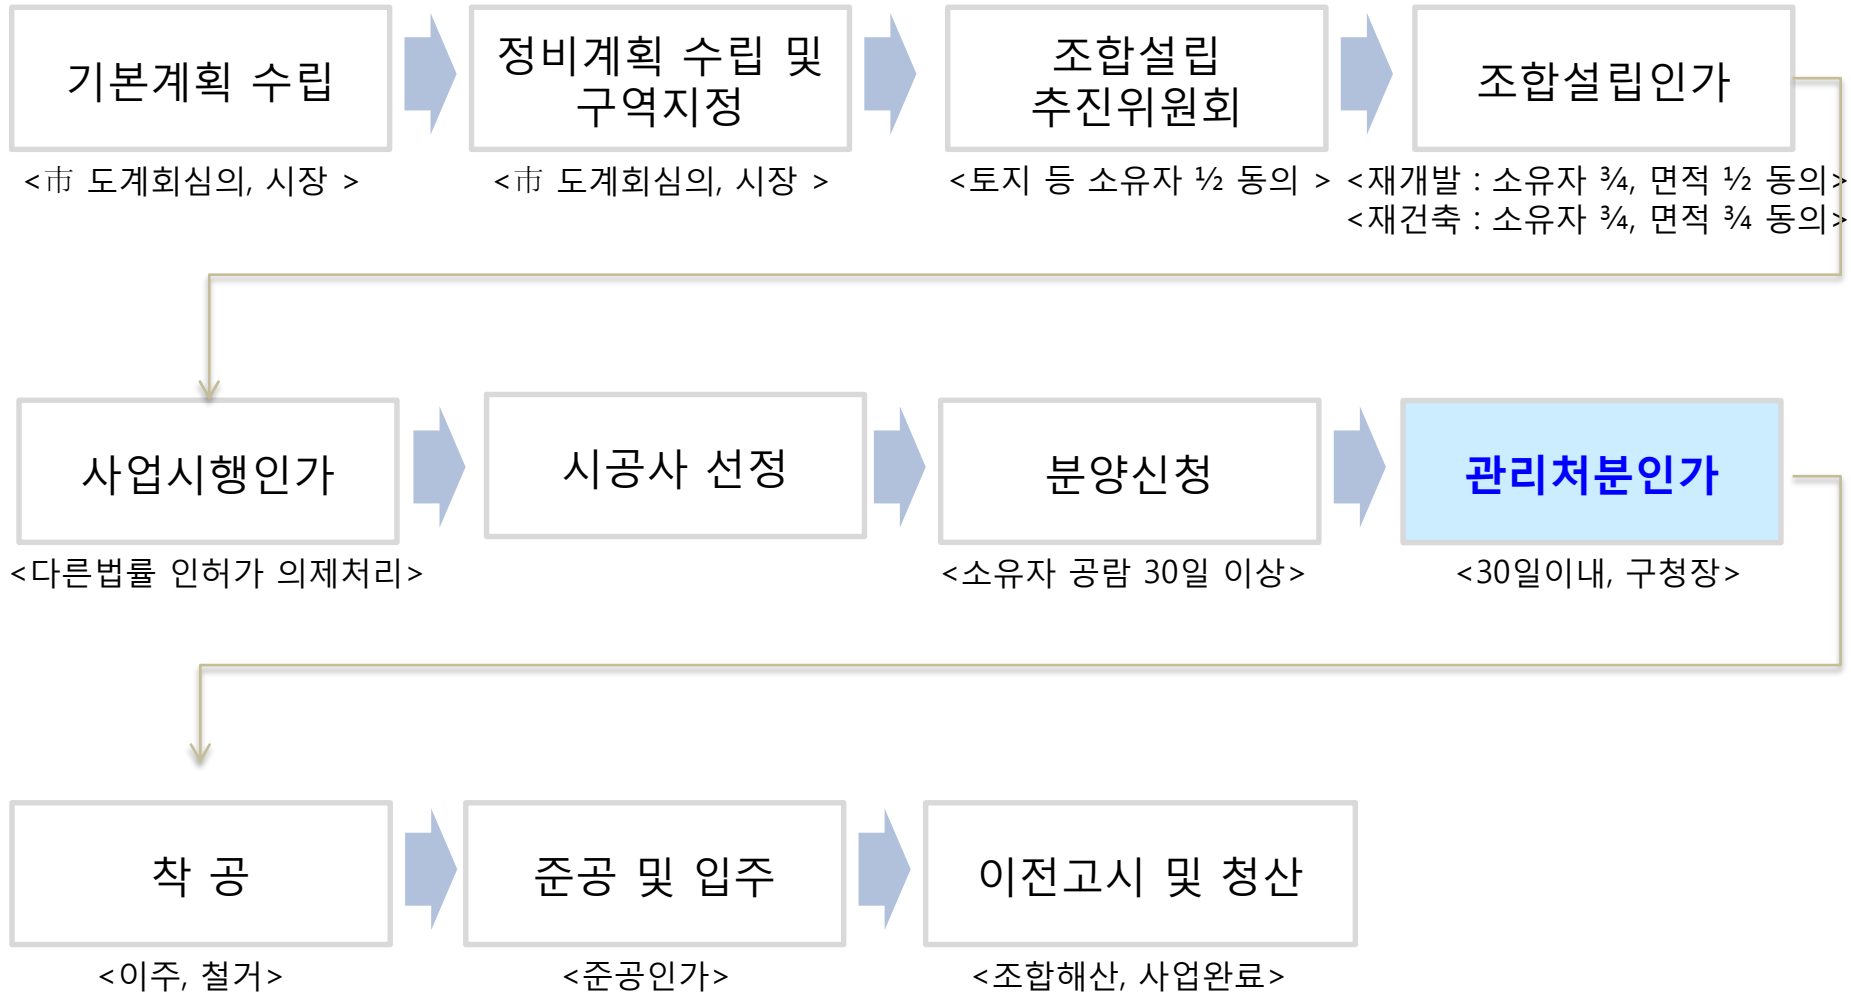 기본계획 수립
정비계획 수립 및
구역지정
조합설립
추진위원회
조합설립인가
<市 도계회심의, 시장 >
<市 도계회심의, 시장 >
<토지 등 소유자 ½ 동의 >
<재개발 : 소유자 ¾, 면적 ½ 동의>
<재건축 : 소유자 ¾, 면적 ¾ 동의>
사업시행인가
시공사 선정
분양신청
관리처분인가
<다른법률 인허가 의제처리>
<소유자 공람 30일 이상>
<30일이내, 구청장>
착 공
준공 및 입주
이전고시 및 청산
<이주, 철거>
<준공인가>
<조합해산, 사업완료>